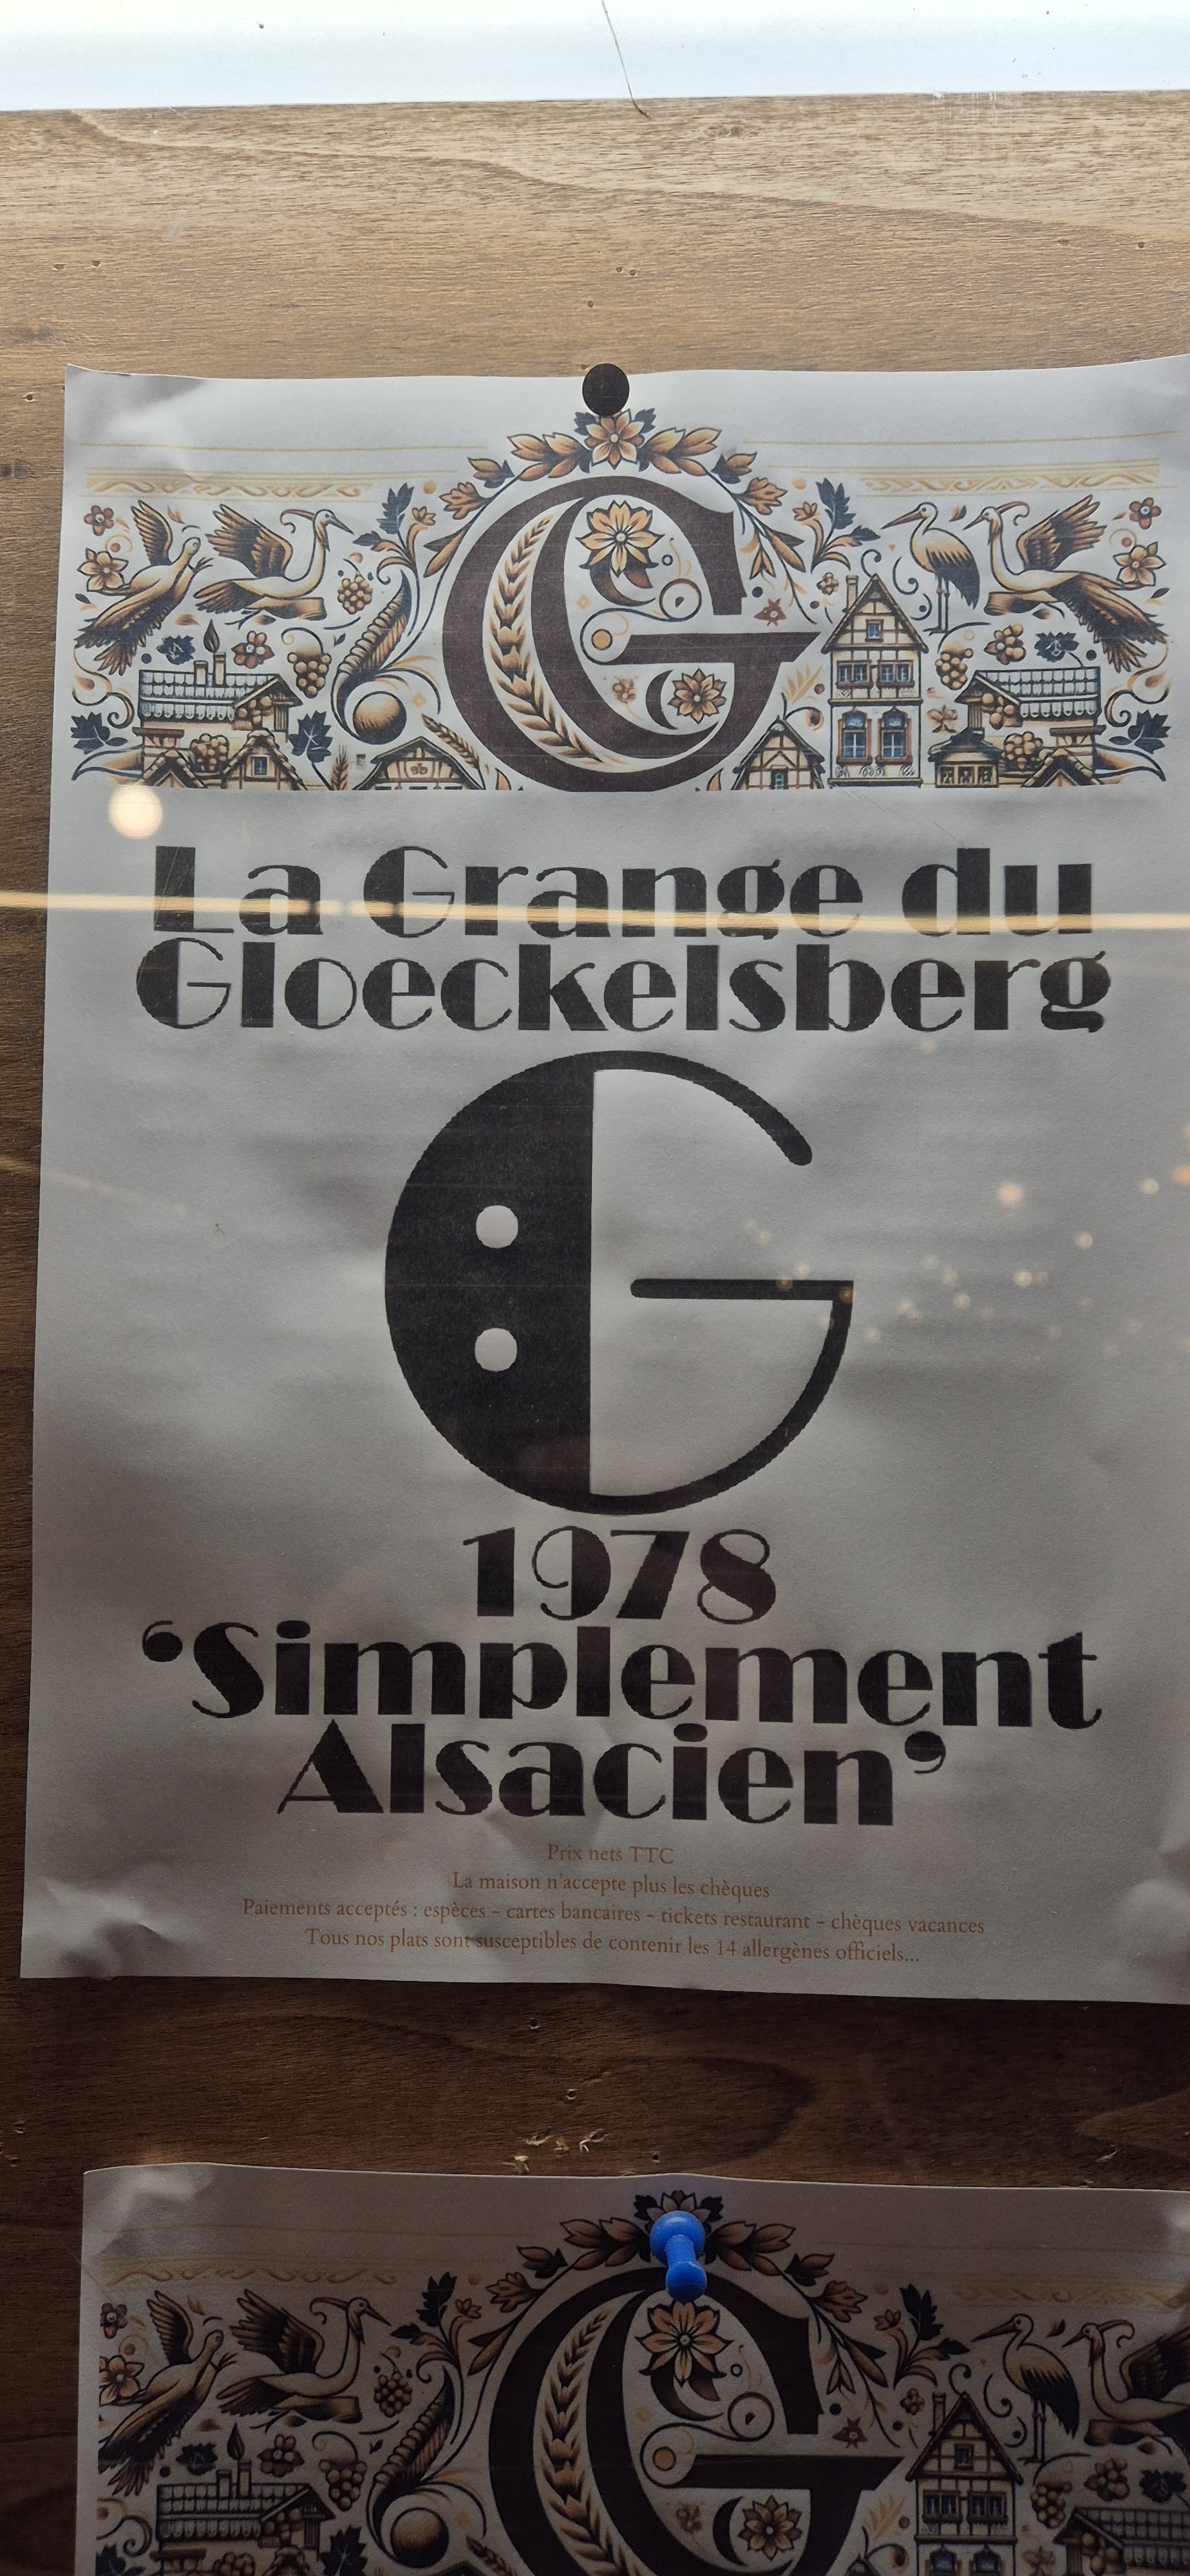 G
La Grange du
Gloeckelsberg
G
1978
‘Simplement
Alsacien’
Prix nets TTC
La maison n'accepte plus les chèques
Paiements acceptés : espèces - cartes bancaires - tickets restaurant - chèques vacances
Tous nos plats sont susceptibles de contenir les 14 allergènes officiels...
G